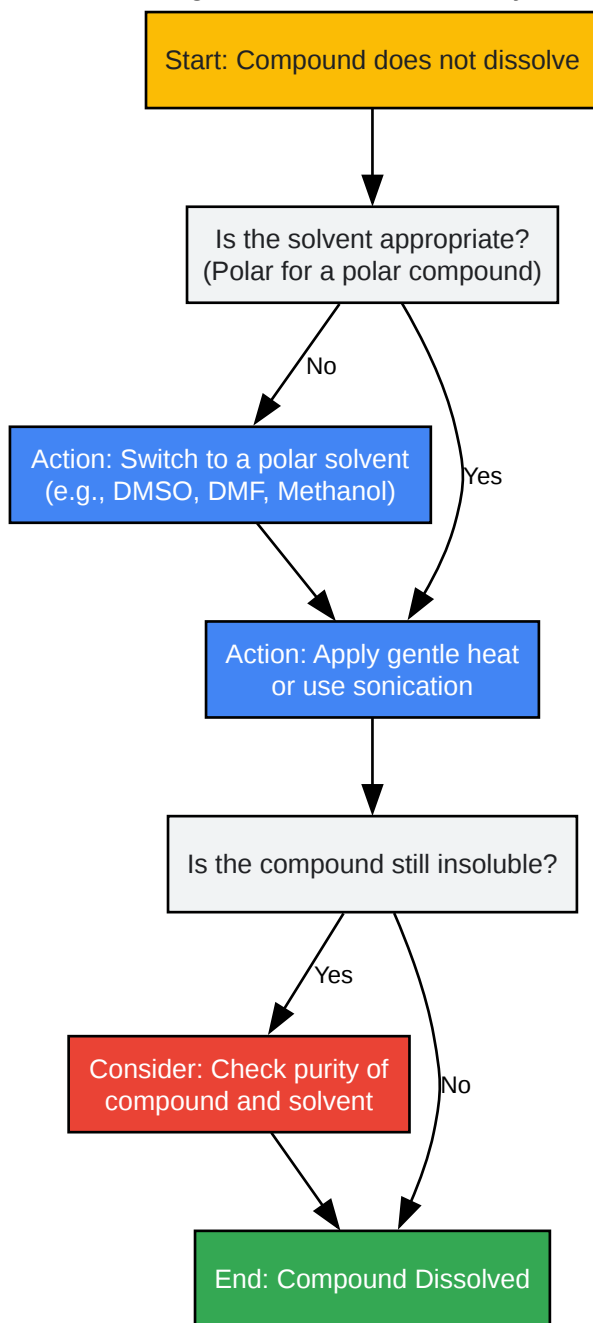 Start: Compound does not dissolve
Is the solvent appropriate?
(Polar for a polar compound)
No
Action: Switch to a polar solvent
(e.g., DMSO, DMF, Methanol)
Yes
Action: Apply gentle heat
or use sonication
Is the compound still insoluble?
Yes
Consider: Check purity of
compound and solvent
No
End: Compound Dissolved